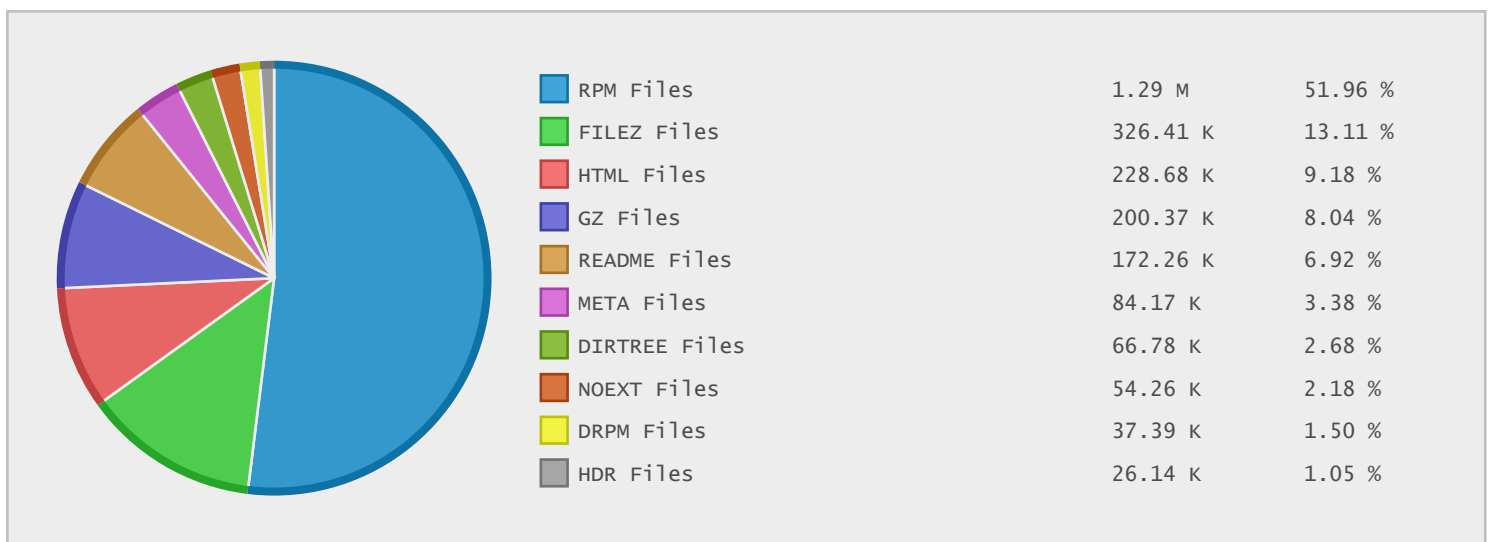 RPM Files 1.29 M 51.96 %
FILEZ Files 326.41 K 13.11 %
HTML Files 228.68 K 9.18 %
GZ Files 200.37 K 8.04 %
README Files 172.26 K 6.92 %
META Files 84.17 K 3.38 %
DIRTREE Files 66.78 K 2.68 %
NOEXT Files 54.26 K 2.18 %
DRPM Files 37.39 K 1.50 %
HDR Files 26.14 K 1.05 %